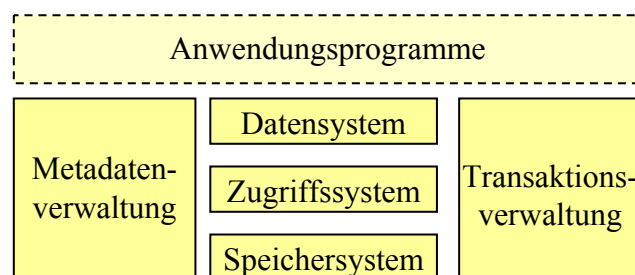 Anwendungsprogramme
Metadaten-
verwaltung
Datensystem
Zugriffssystem
Speichersystem
Transaktions-
verwaltung